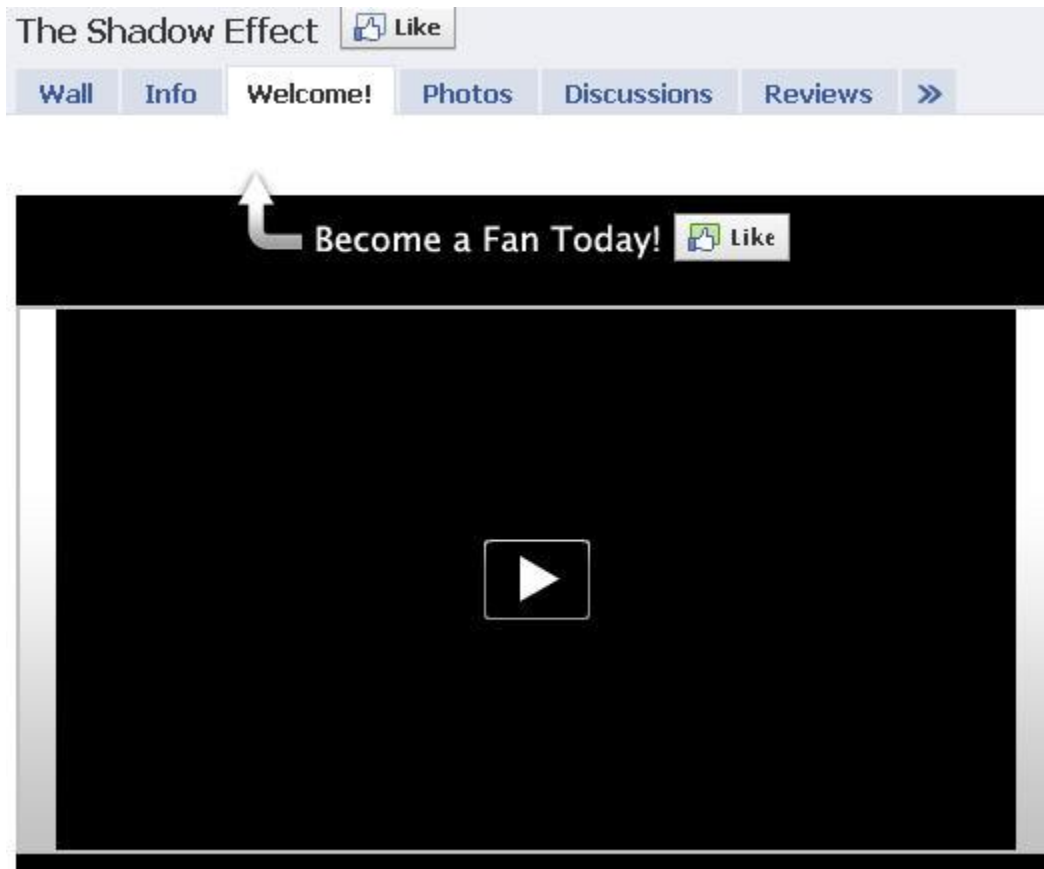 The Shadow Effect Like
Wall Info Welcome! Photos Discussions Reviews »
Become a Fan Today! Like